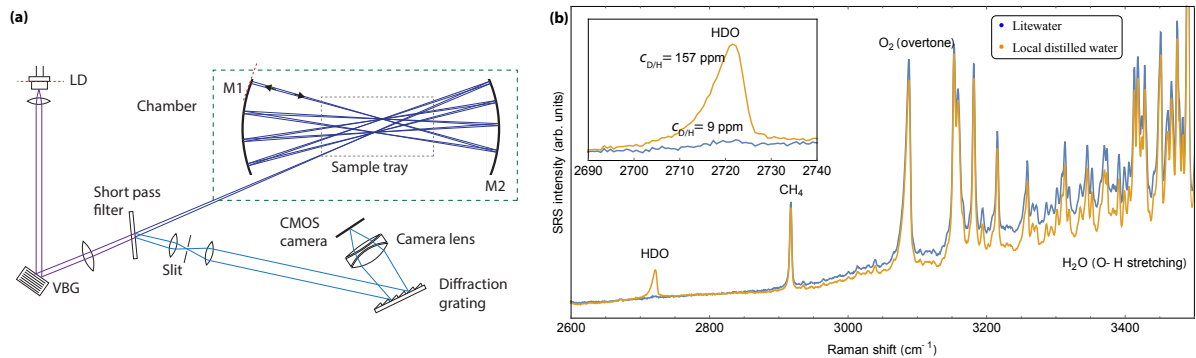 (a)
LD
Chamber
M1
Sample tray
M2
Short pass
filter
VBG
Slit
CMOS
camera
Camera lens
Diffraction
grating
(b)
SRS intensity (arb. units)
HDO
c_D/H = 157 ppm
c_D/H = 9 ppm
2690 2700 2710 2720 2730 2740
O₂ (overtone)
Litewater
Local distilled water
CH₄
HDO
H₂O (O- H stretching)
2600 2800 3000 3200 3400
Raman shift (cm⁻¹)